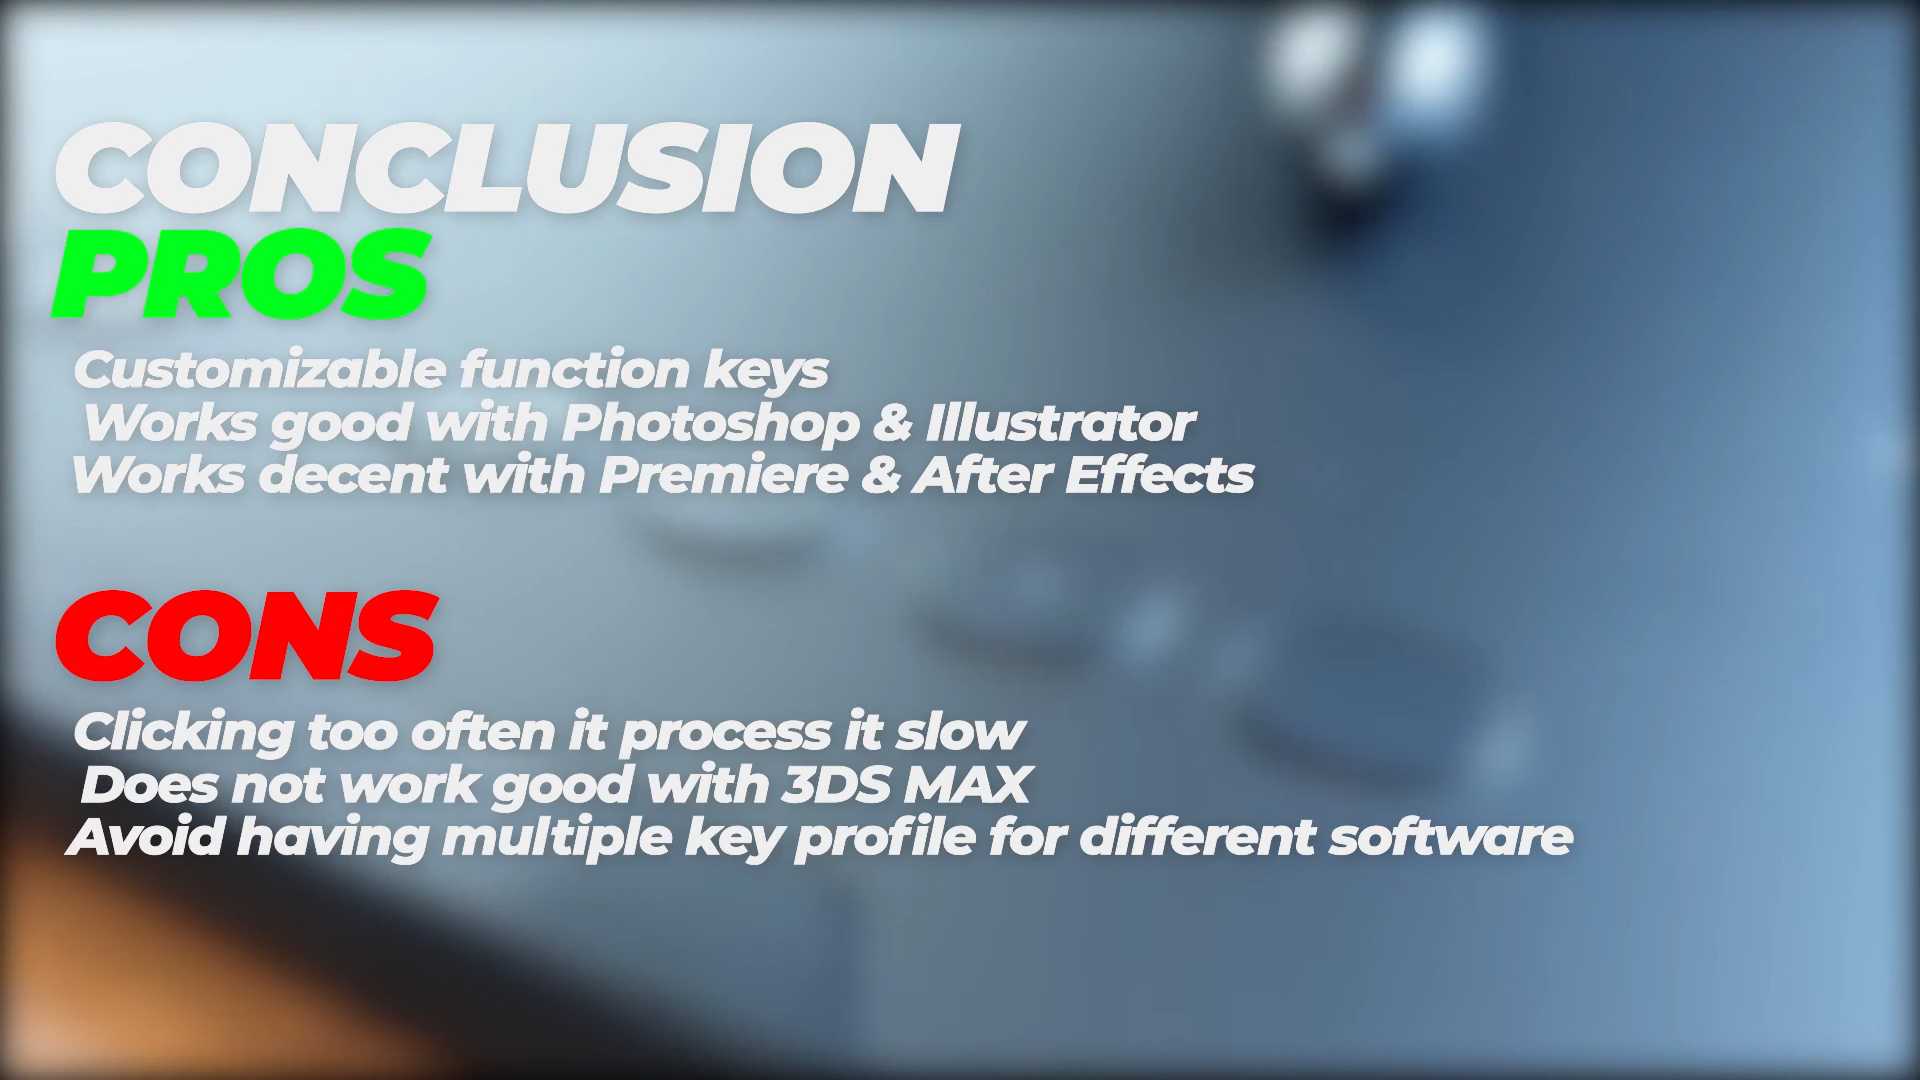 CONCLUSION
PROS
Customizable function keys
Works good with Photoshop & Illustrator
Works decent with Premiere & After Effects
CONS
Clicking too often it process it slow
Does not work good with 3DS MAX
Avoid having multiple key profile for different software